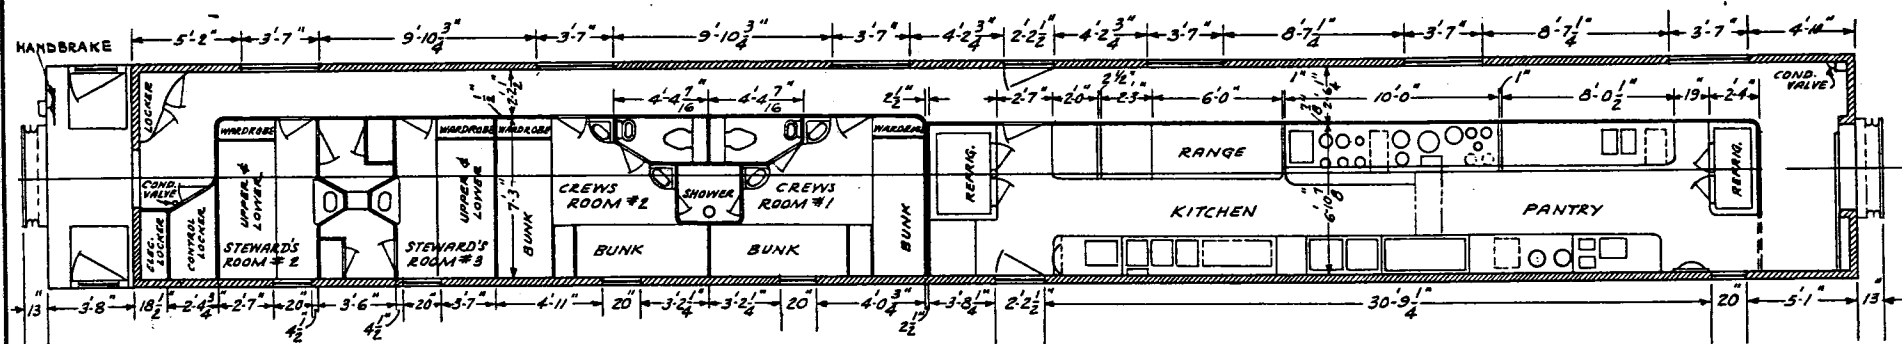 5'-2" 3'-7" 9'-10 3/4" 3'-7" 9'-10 3/4" 3'-7" 4'-2 3/4" 2'-2 1/2" 4'-2 3/4" 3'-7" 8'-7 1/4" 3'-7" 8'-7 1/4" 3'-7"
HANDBRAKE
COND. VALVE
LOCKER
1/2" 2'-2 1/2"
4'-4 7/16 4'-4 7/16
2 1/2" 2'-7" 2'-0" 2 1/2" 2'-3" 6'-0" 1" 10'-0" 1" 8'-0 1/2" 19" 2'-4"
WARDROBE WARDROBE WARDROBE WARDROBE
COND. VALVE
ELEC. LOCKER
CONTROL LOCKER
UPPER & LOWER
STEWARD'S ROOM #2
UPPER & LOWER
STEWARD'S ROOM #3
BUNK
7'-3"
CREWS ROOM #2
SHOWER
CREWS ROOM #1
BUNK
BUNK
BUNK
REFRIG.
RANGE
KITCHEN
6'-10 7/8"
PANTRY
REFRIG.
13" 3'-8" 18 1/2" 2'-4 3/4" 2'-7" 20" 4 1/2" 3'-6" 4 1/2" 20" 3'-7" 4'-11" 20" 3'-2 1/4" 3'-2 1/4" 20" 4'-0 3/4" 2 1/2" 3'-8 1/4" 2'-2 1/2" 30'-9 1/4" 20" 5'-1" 13"